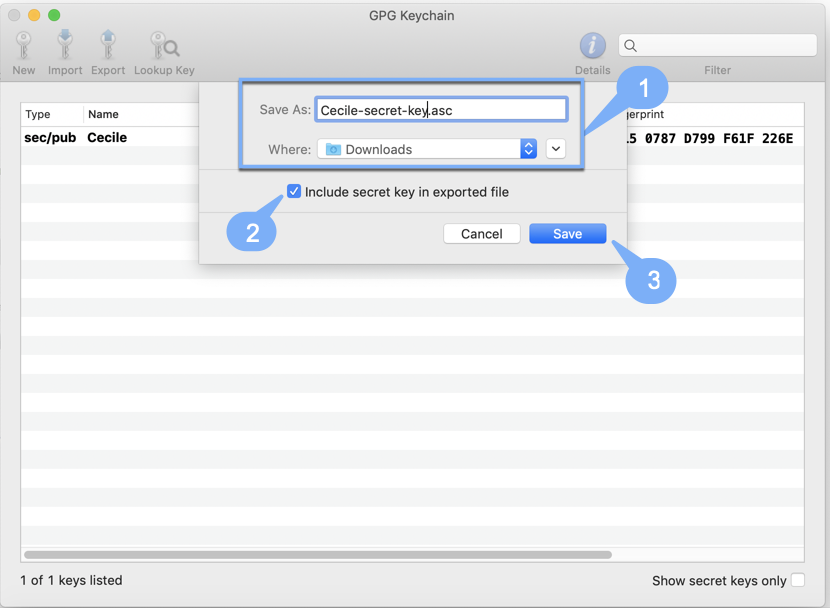 GPG Keychain
New Import Export Lookup Key Details Filter
1
Save As: Cecile-secret-key.asc
Where: Downloads
Type Name
sec/pub Cecile 0787 D799 F61F 226E
Include secret key in exported file
2
Cancel Save
3
1 of 1 keys listed Show secret keys only